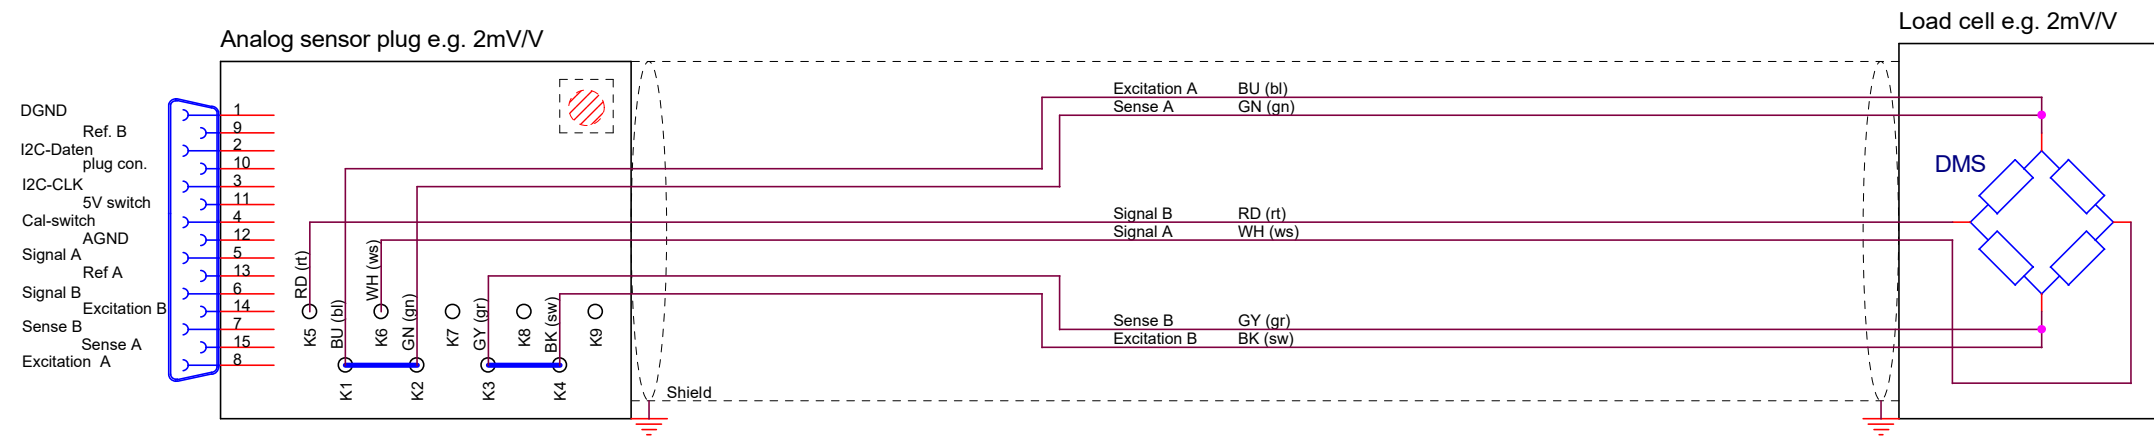 Load cell e.g. 2mV/V
Analog sensor plug e.g. 2mV/V
Excitation A BU (bl)
Sense A GN (gn)
DGND 1
Ref. B 9
I2C-Daten 2
plug con. 10
I2C-CLK 3
5V switch 11
Cal-switch 4
AGND 12
Signal A 5
Ref A 13
Signal B 6
Excitation B 14
Sense B 7
Sense A 15
Excitation A 8
DMS
Signal B RD (rt)
Signal A WH (ws)
RD (rt)
BU (bl)
WH (ws)
GN (gn)
GY (gr)
BK (sw)
K5
K6
K7
K8
K9
K1
K2
K3
K4
Sense B GY (gr)
Excitation B BK (sw)
Shield